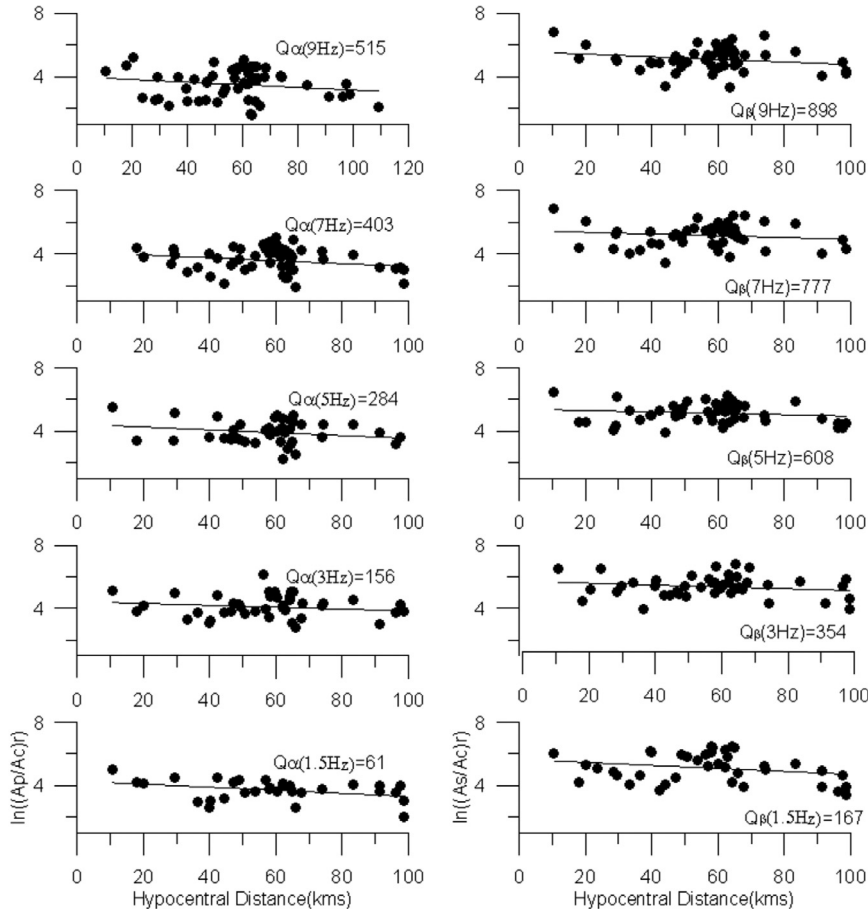 8
4
Qα(9Hz)=515
0 20 40 60 80 100 120
8
4
Qβ(9Hz)=898
0 20 40 60 80 100
8
4
Qα(7Hz)=403
0 20 40 60 80 100
8
4
Qβ(7Hz)=777
0 20 40 60 80 100
8
4
Qα(5Hz)=284
0 20 40 60 80 100
8
4
Qβ(5Hz)=608
0 20 40 60 80 100
8
4
Qα(3Hz)=156
0 20 40 60 80 100
8
4
Qβ(3Hz)=354
0 20 40 60 80 100
8
4
ln((Ap/Ac)r)
Qα(1.5Hz)=61
0 20 40 60 80 100
Hypocentral Distance(kms)
8
4
ln((As/Ac)r)
Qβ(1.5Hz)=167
0 20 40 60 80 100
Hypocentral Distance(kms)